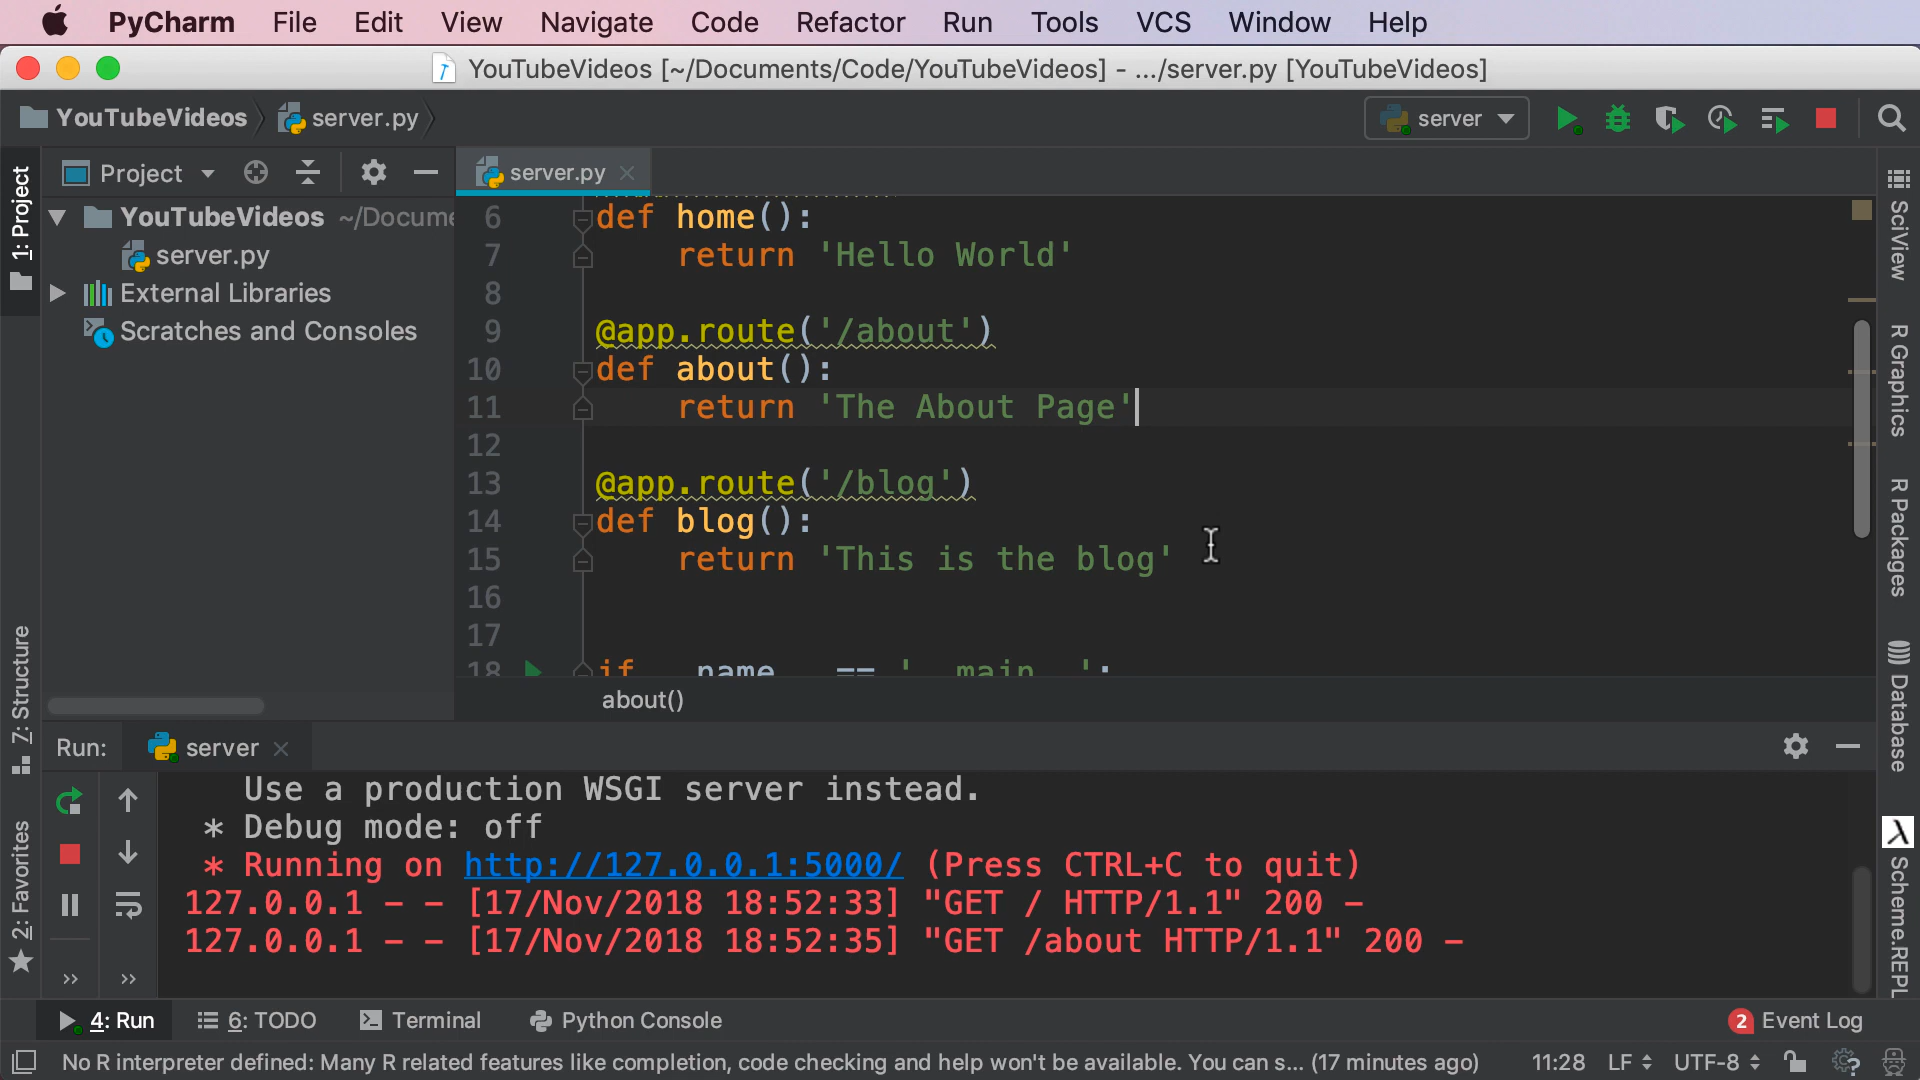 PyCharm File Edit View Navigate Code Refactor Run Tools VCS Window Help
YouTubeVideos [~/Documents/Code/YouTubeVideos] - .../server.py [YouTubeVideos]
YouTubeVideos server.py server
1: Project
Project
YouTubeVideos ~/Docume
server.py
External Libraries
Scratches and Consoles
7: Structure
2: Favorites
server.py
6 def home():
7 return 'Hello World'
8
9 @app.route('/about')
10 def about():
11 return 'The About Page'
12
13 @app.route('/blog')
14 def blog():
15 return 'This is the blog'
16
17
18 if __name__ == '__main__':
about()
SciView
R Graphics
R Packages
Database
Scheme.REPL
Run: server
Use a production WSGI server instead.
* Debug mode: off
* Running on http://127.0.0.1:5000/ (Press CTRL+C to quit)
127.0.0.1 - - [17/Nov/2018 18:52:33] "GET / HTTP/1.1" 200 -
127.0.0.1 - - [17/Nov/2018 18:52:35] "GET /about HTTP/1.1" 200 -
4: Run 6: TODO Terminal Python Console 2 Event Log
No R interpreter defined: Many R related features like completion, code checking and help won't be available. You can s... (17 minutes ago) 11:28 LF UTF-8